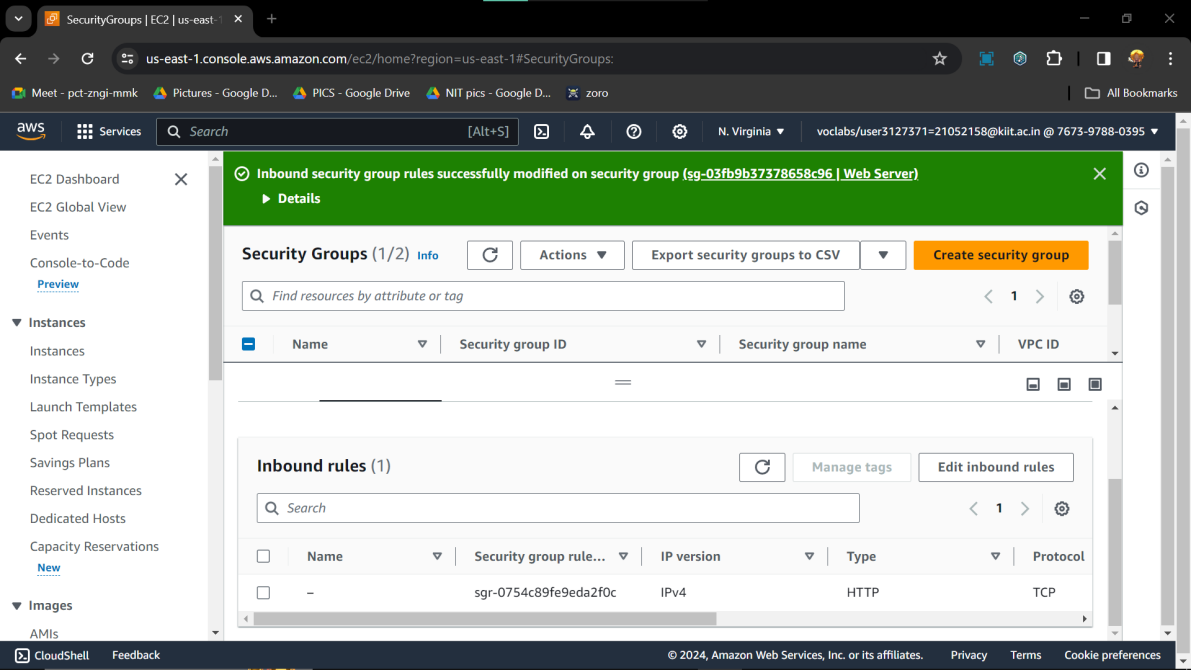 SecurityGroups | EC2 | us-east-1
us-east-1.console.aws.amazon.com/ec2/home?region=us-east-1#SecurityGroups:
Meet - pct-zngi-mmk
Pictures - Google D...
PICS - Google Drive
NIT pics - Google D...
zoro
All Bookmarks
aws
Services
Search
[Alt+S]
N. Virginia
voclabs/user3127371=21052158@kiit.ac.in @ 7673-9788-0395
EC2 Dashboard
EC2 Global View
Events
Console-to-Code
Preview
Instances
Instances
Instance Types
Launch Templates
Spot Requests
Savings Plans
Reserved Instances
Dedicated Hosts
Capacity Reservations
New
Images
AMIs
Inbound security group rules successfully modified on security group (sg-03fb9b37378658c96 | Web Server)
Details
Security Groups (1/2) Info
Actions
Export security groups to CSV
Create security group
Find resources by attribute or tag
1
Name
Security group ID
Security group name
VPC ID
Inbound rules (1)
Manage tags
Edit inbound rules
Search
1
Name
Security group rule...
IP version
Type
Protocol
–
sgr-0754c89fe9eda2f0c
IPv4
HTTP
TCP
CloudShell
Feedback
© 2024, Amazon Web Services, Inc. or its affiliates.
Privacy
Terms
Cookie preferences